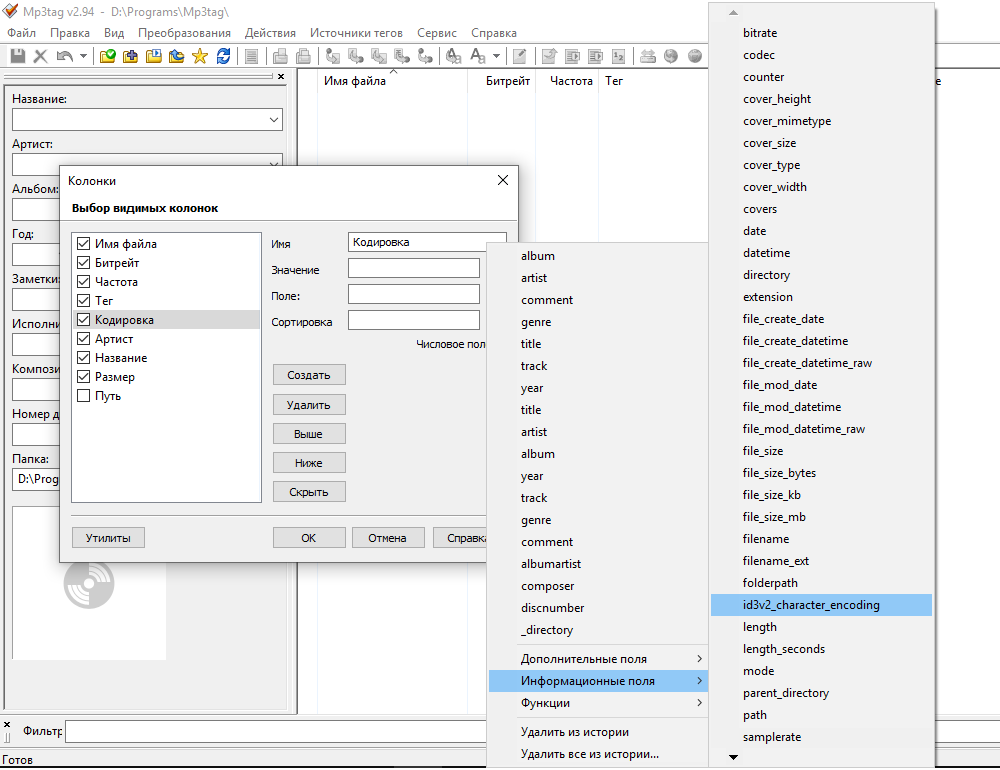 Mp3tag v2.94 - D:\Programs\Mp3tag\
Файл Правка Вид Преобразования Действия Источники тегов Сервис Справка
Название:
Артист:
Альбом:
Год:
Заметки:
Номер д
Папка:
D:\Prog
Имя файла Битрейт Частота Тег
Колонки
Выбор видимых колонок
Имя файла
Битрейт
Частота
Тег
Кодировка
Артист
Название
Размер
Путь
Имя
Кодировка
Значение
Поле:
Сортировка
Числовое пол
Создать
Удалить
Выше
Ниже
Скрыть
Утилиты OK Отмена Справка
album
artist
comment
genre
title
track
year
title
artist
album
year
track
genre
comment
albumartist
composer
discnumber
_directory
Дополнительные поля
Информационные поля
Функции
Удалить из истории
Удалить все из истории...
bitrate
codec
counter
cover_height
cover_mimetype
cover_size
cover_type
cover_width
covers
date
datetime
directory
extension
file_create_date
file_create_datetime
file_create_datetime_raw
file_mod_date
file_mod_datetime
file_mod_datetime_raw
file_size
file_size_bytes
file_size_kb
file_size_mb
filename
filename_ext
folderpath
id3v2_character_encoding
length
length_seconds
mode
parent_directory
path
samplerate
Фильтр
Готов